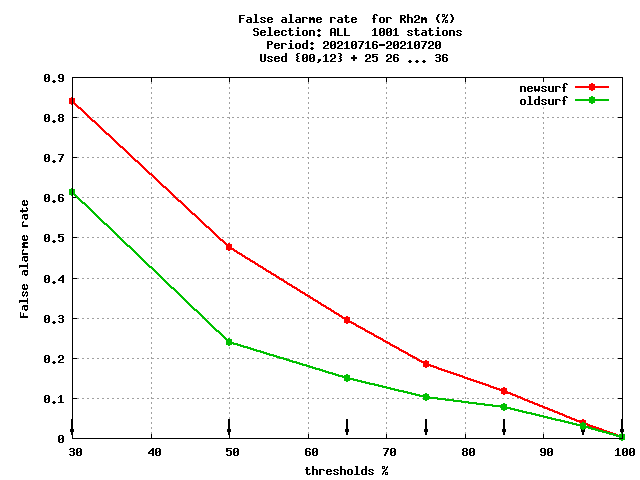 False alarme rate  for Rh2m (%)
Selection: ALL   1001 stations
Period: 20210716-20210720
Used {00,12} + 25 26 ... 36
newsurf
oldsurf
False alarme rate
0.9
0.8
0.7
0.6
0.5
0.4
0.3
0.2
0.1
0
30 40 50 60 70 80 90 100
thresholds %